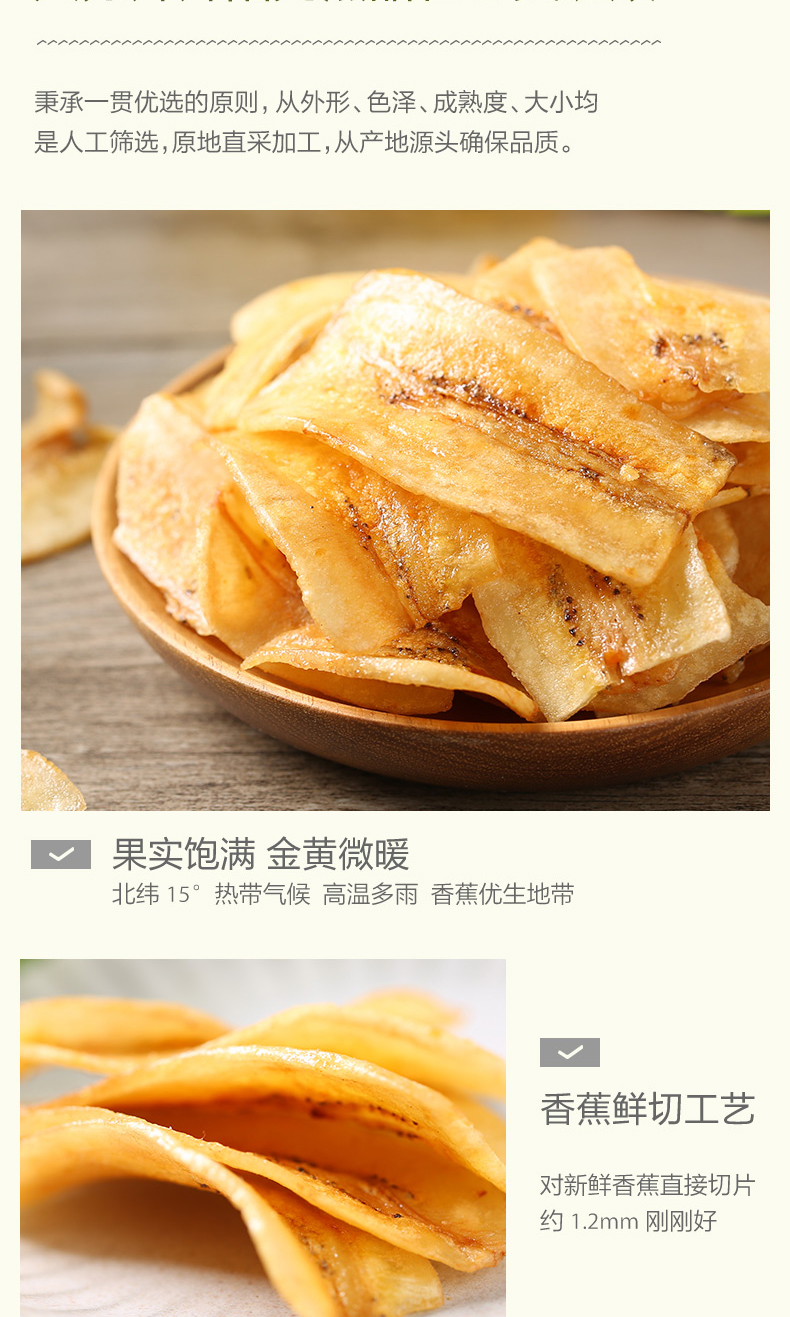 秉承一贯优选的原则，从外形、色泽、成熟度、大小均
是人工筛选，原地直采加工，从产地源头确保品质。
果实饱满 金黄微暖
北纬 15° 热带气候 高温多雨 香蕉优生地带
香蕉鲜切工艺
对新鲜香蕉直接切片
约 1.2mm 刚刚好